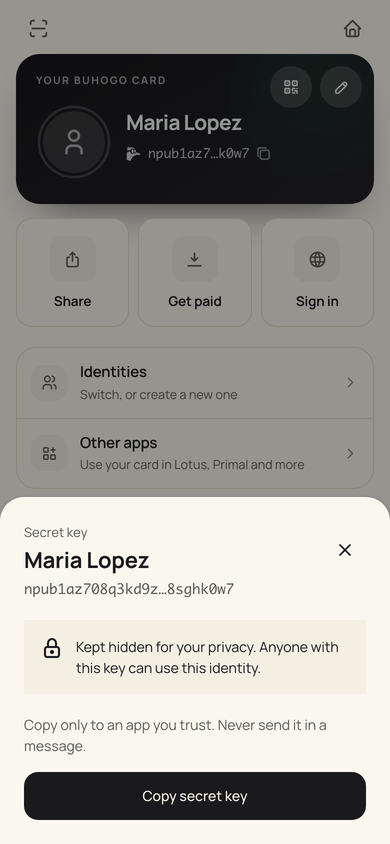 YOUR BUHOGO CARD
Maria Lopez
npub1az7…k0w7
Share
Get paid
Sign in
Identities
Switch, or create a new one
Other apps
Use your card in Lotus, Primal and more
Secret key
Maria Lopez
npub1az708q3kd9z…8sghk0w7
Kept hidden for your privacy. Anyone with
this key can use this identity.
Copy only to an app you trust. Never send it in a
message.
Copy secret key